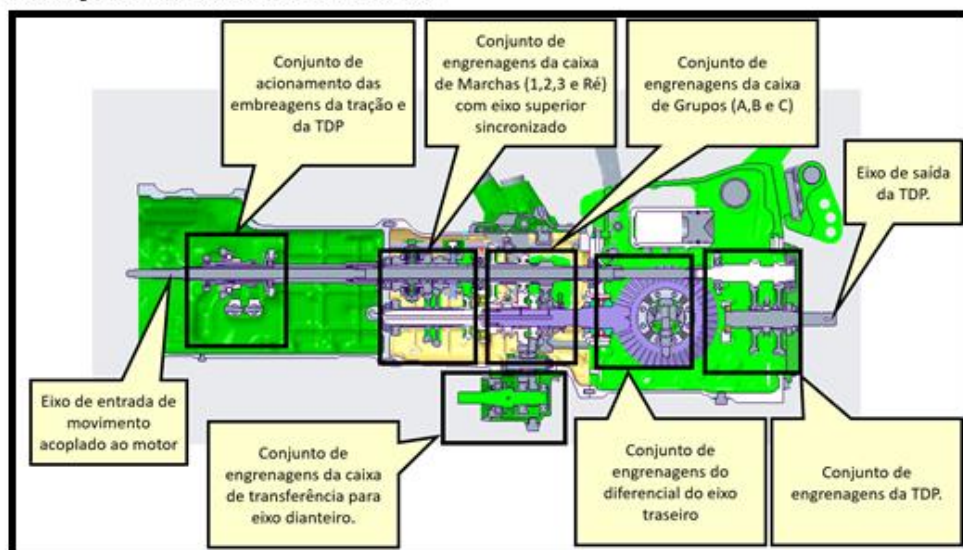 Conjunto de
acionamento das
embreagens da tração e
da TDP
Conjunto de
engrenagens da caixa
de Marchas (1,2,3 e Ré)
com eixo superior
sincronizado
Conjunto de
engrenagens da caixa
de Grupos (A,B e C)
Eixo de saída
da TDP.
Eixo de entrada de
movimento
acoplado ao motor
Conjunto de
engrenagens da caixa
de transferência para
eixo dianteiro.
Conjunto de
engrenagens do
diferencial do eixo
traseiro
Conjunto de
engrenagens da TDP.